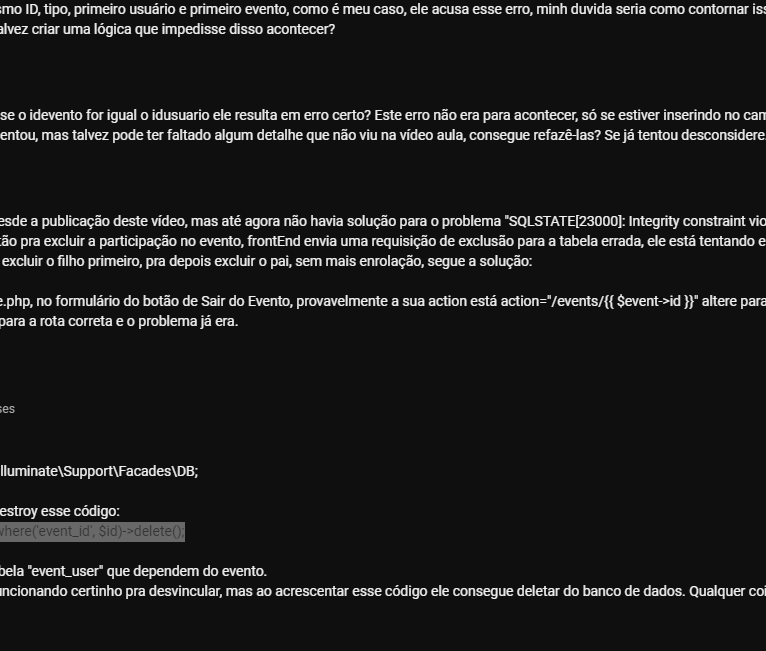 smo ID, tipo, primeiro usuário e primeiro evento, como é meu caso, ele acusa esse erro, minh duvida seria como contornar iss
alvez criar uma lógica que impedisse disso acontecer?
se o idevento for igual o idusuario ele resulta em erro certo? Este erro não era para acontecer, só se estiver inserindo no cam
entou, mas talvez pode ter faltado algum detalhe que não viu na vídeo aula, consegue refazê-las? Se já tentou desconsidere.
esde a publicação deste vídeo, mas até agora não havia solução para o problema "SQLSTATE[23000]: Integrity constraint vio
tão pra excluir a participação no evento, frontEnd envia uma requisição de exclusão para a tabela errada, ele está tentando e
excluir o filho primeiro, pra depois excluir o pai, sem mais enrolação, segue a solução:
e.php, no formulário do botão de Sair do Evento, provavelmente a sua action está action="/events/{{ $event->id }}" altere para
para a rota correta e o problema já era.
ses
lluminate\Support\Facades\DB;
estroy esse código:
where('event_id', $id)->delete();
bela "event_user" que dependem do evento.
uncionando certinho pra desvincular, mas ao acrescentar esse código ele consegue deletar do banco de dados. Qualquer coi